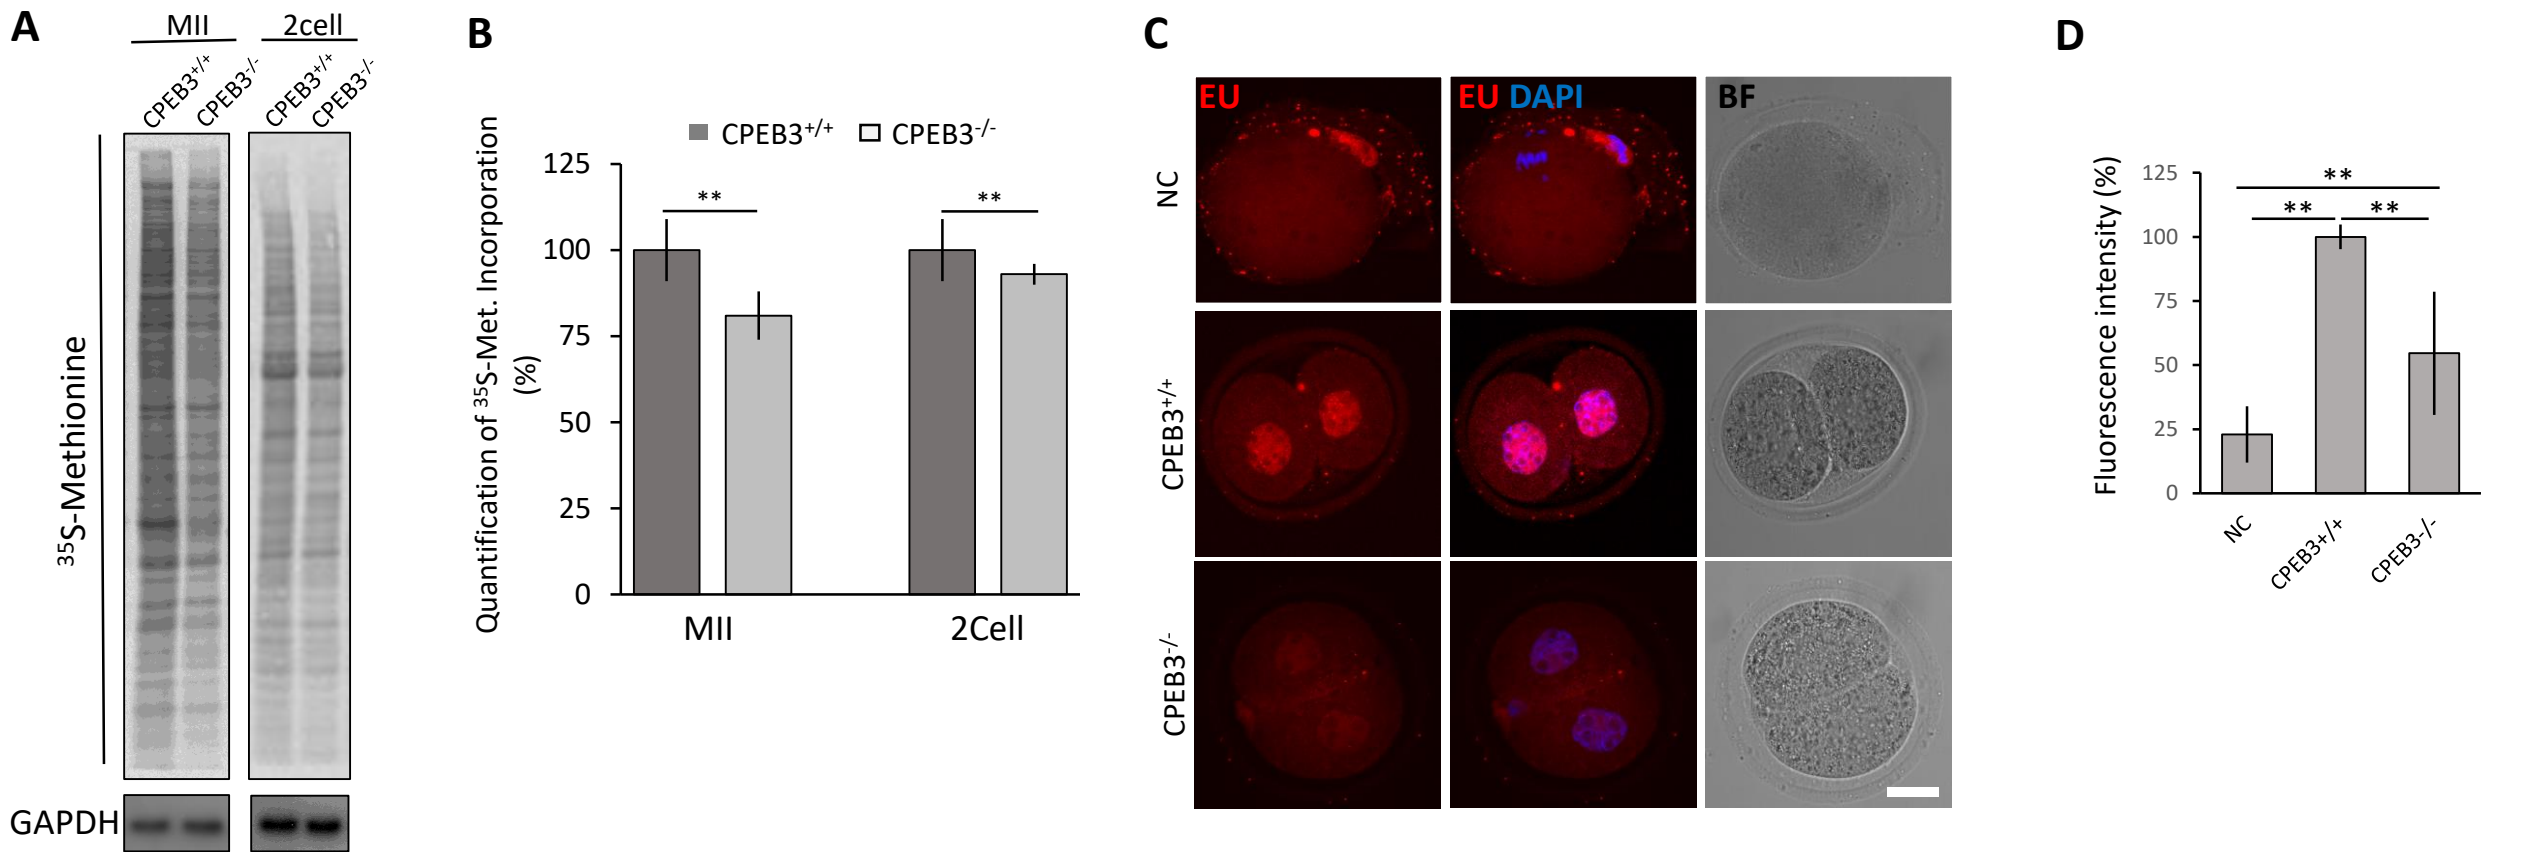 A
MII
2cell
CPEB3+/+
CPEB3-/-
CPEB3+/+
CPEB3-/-
35S-Methionine
GAPDH
B
CPEB3+/+
CPEB3-/-
Quantification of 35S-Met. Incorporation
(%)
125
100
75
50
25
0
**
**
MII
2Cell
C
EU
EU DAPI
BF
NC
CPEB3+/+
CPEB3-/-
D
Fluorescence intensity (%)
125
100
75
50
25
0
**
**
**
NC
CPEB3+/+
CPEB3-/-